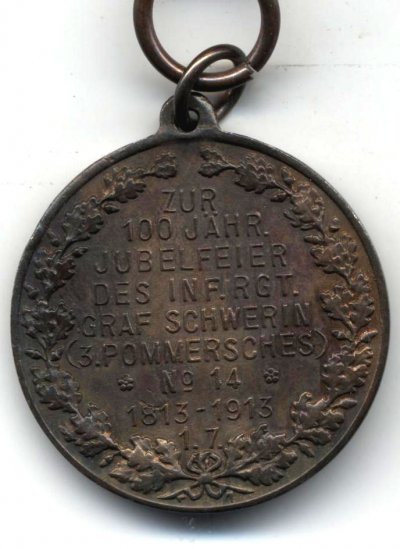 ZUR
100 JÄHR.
JUBELFEIER
DES INF. RGT.
GRAF SCHWERIN
(3. POMMERSCHES)
No 14
1813-1913
1.7.